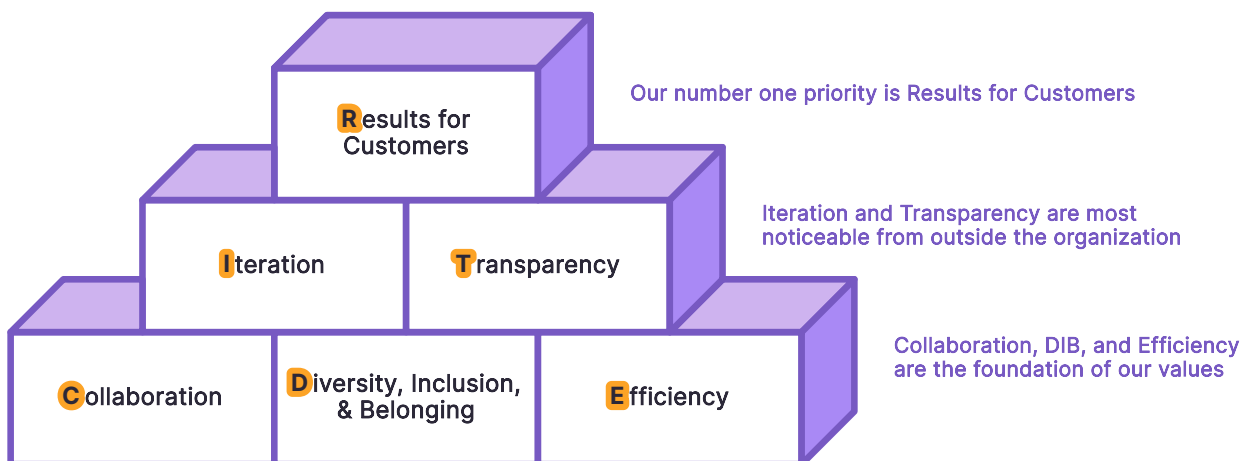 Results for
Customers
Our number one priority is Results for Customers
Iteration
Transparency
Iteration and Transparency are most
noticeable from outside the organization
Collaboration
Diversity, Inclusion,
& Belonging
Efficiency
Collaboration, DIB, and Efficiency
are the foundation of our values